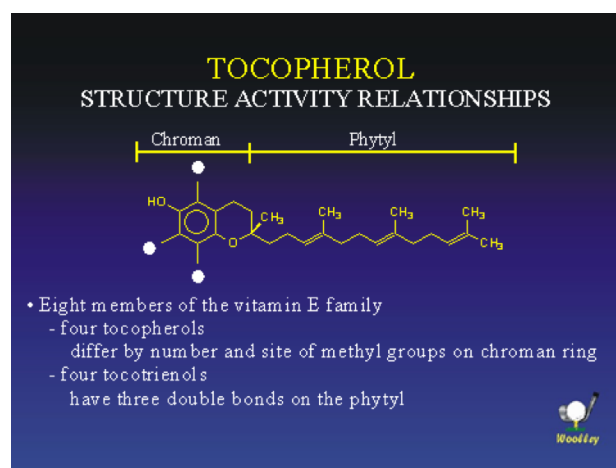 TOCOPHEROL
STRUCTURE ACTIVITY RELATIONSHIPS
Chroman Phytyl
HO
CH3 CH3 CH3 CH3
O CH3
• Eight members of the vitamin E family
- four tocopherols
differ by number and site of methyl groups on chroman ring
- four tocotrienols
have three double bonds on the phytyl
Woolley